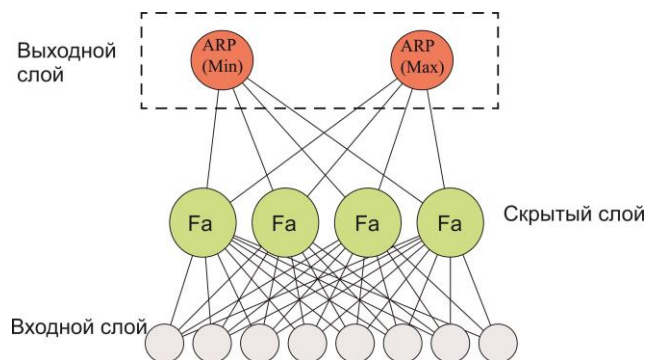 Выходной
слой
ARP
(Min)
ARP
(Max)
Fa
Fa
Fa
Fa
Скрытый слой
Входной слой